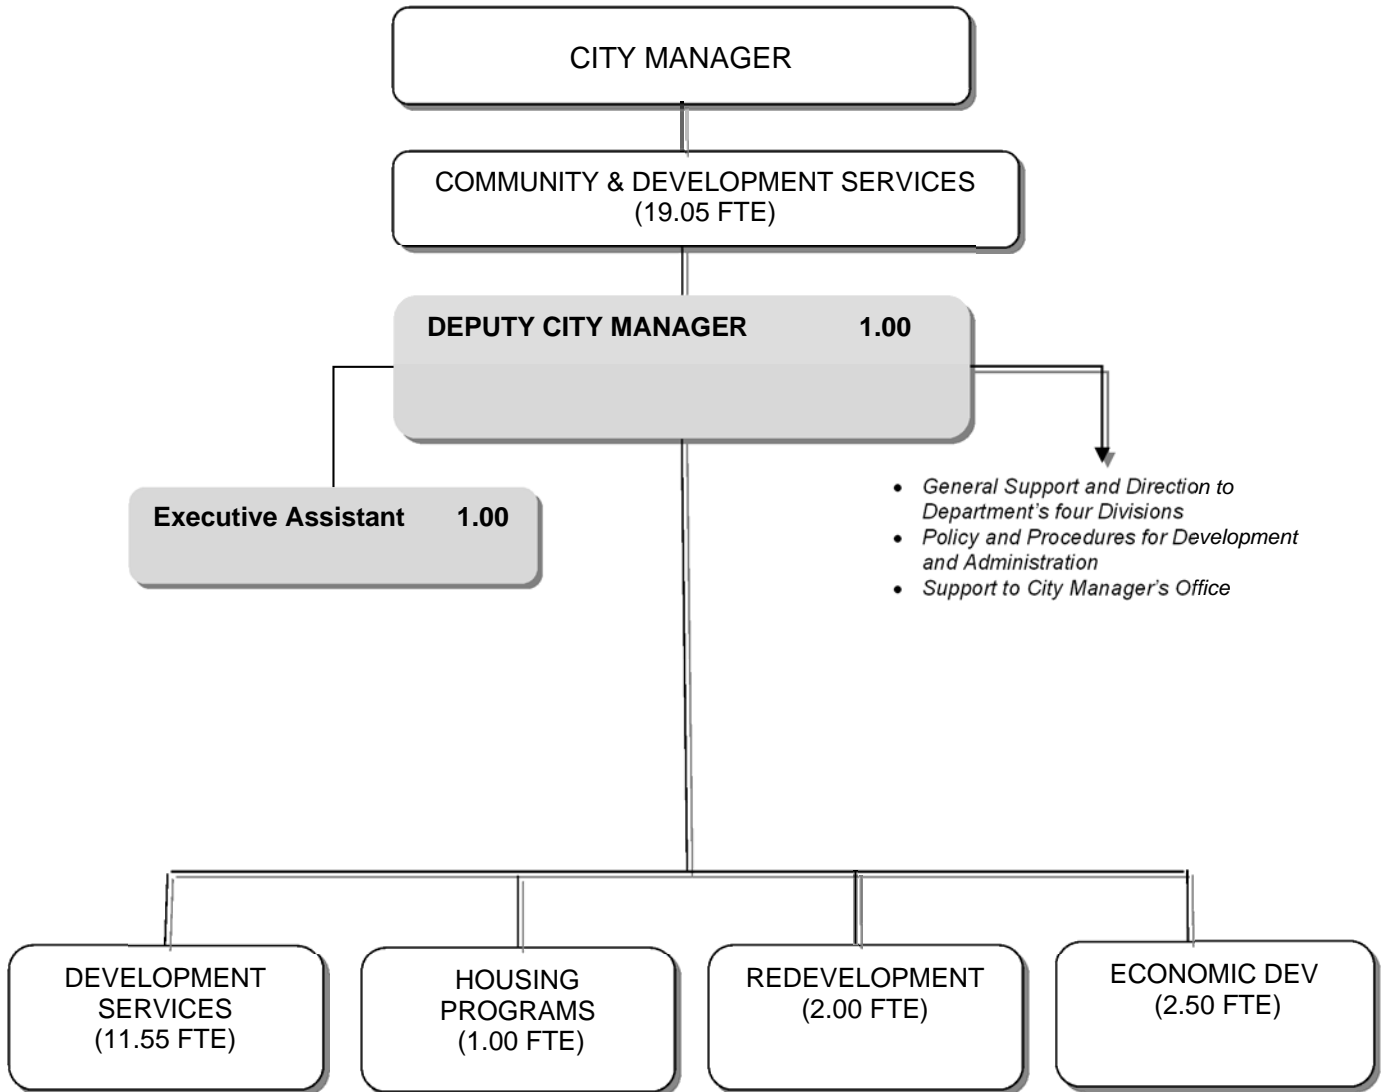 CITY MANAGER
COMMUNITY & DEVELOPMENT SERVICES
(19.05 FTE)
DEPUTY CITY MANAGER 1.00
Executive Assistant 1.00
• General Support and Direction to
Department's four Divisions
• Policy and Procedures for Development
and Administration
• Support to City Manager's Office
DEVELOPMENT
SERVICES
(11.55 FTE)
HOUSING
PROGRAMS
(1.00 FTE)
REDEVELOPMENT
(2.00 FTE)
ECONOMIC DEV
(2.50 FTE)